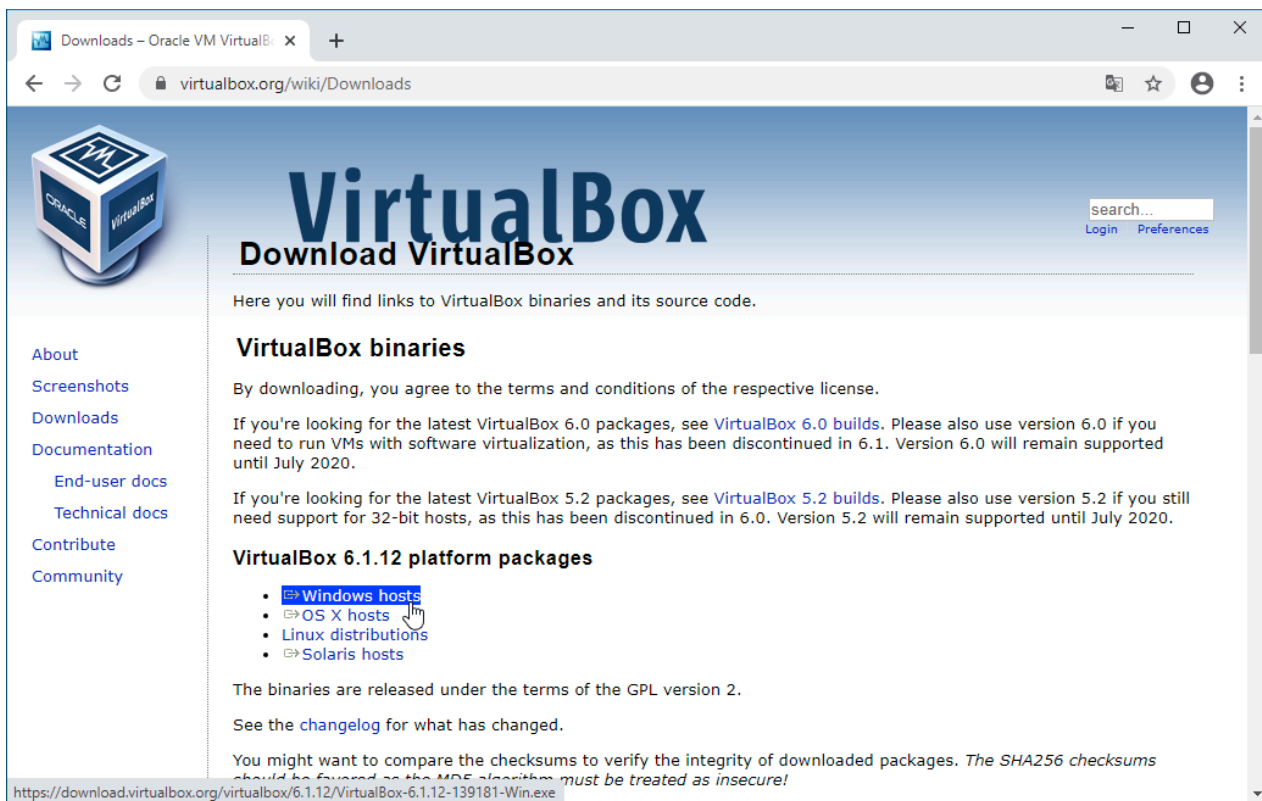 Downloads – Oracle VM VirtualB
virtualbox.org/wiki/Downloads
ORACLE
VirtualBox
VirtualBox
search...
Login Preferences
Download VirtualBox
Here you will find links to VirtualBox binaries and its source code.
About
Screenshots
Downloads
Documentation
End-user docs
Technical docs
Contribute
Community
VirtualBox binaries
By downloading, you agree to the terms and conditions of the respective license.
If you're looking for the latest VirtualBox 6.0 packages, see VirtualBox 6.0 builds. Please also use version 6.0 if you
need to run VMs with software virtualization, as this has been discontinued in 6.1. Version 6.0 will remain supported
until July 2020.
If you're looking for the latest VirtualBox 5.2 packages, see VirtualBox 5.2 builds. Please also use version 5.2 if you still
need support for 32-bit hosts, as this has been discontinued in 6.0. Version 5.2 will remain supported until July 2020.
VirtualBox 6.1.12 platform packages
• Windows hosts
• OS X hosts
• Linux distributions
• Solaris hosts
The binaries are released under the terms of the GPL version 2.
See the changelog for what has changed.
You might want to compare the checksums to verify the integrity of downloaded packages. The SHA256 checksums
should be favored as the MD5 algorithm must be treated as insecure!
https://download.virtualbox.org/virtualbox/6.1.12/VirtualBox-6.1.12-139181-Win.exe